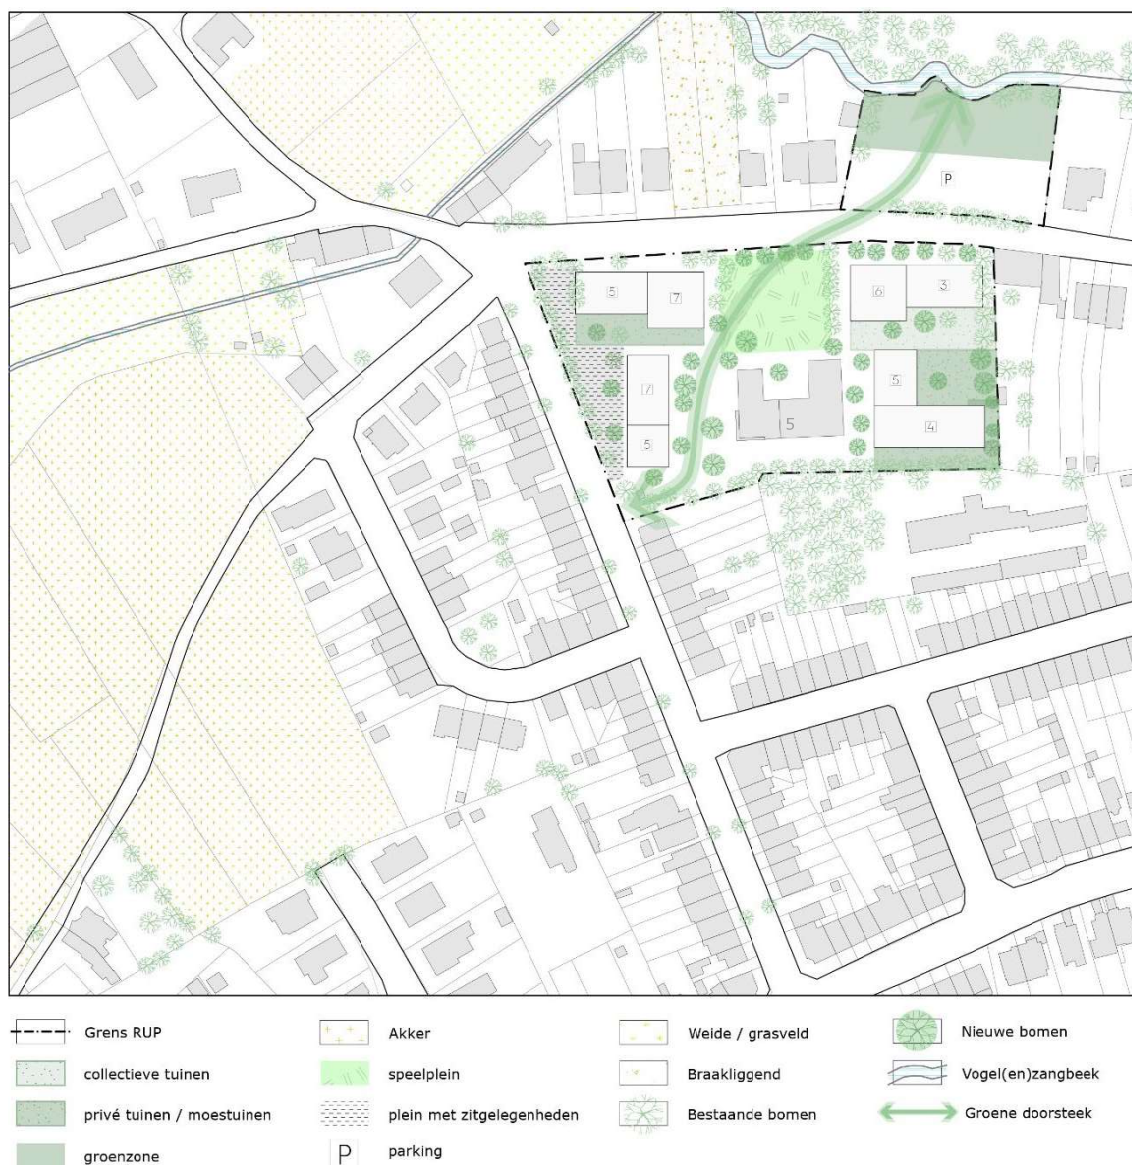 P
5 7 6 3
7 5
5 5 4
Grens RUP Akker Weide / grasveld Nieuwe bomen
collectieve tuinen speelplein Braakliggend Vogel(en)zangbeek
privé tuinen / moestuinen plein met zitgelegenheden Bestaande bomen Groene doorsteek
groenzone P parking